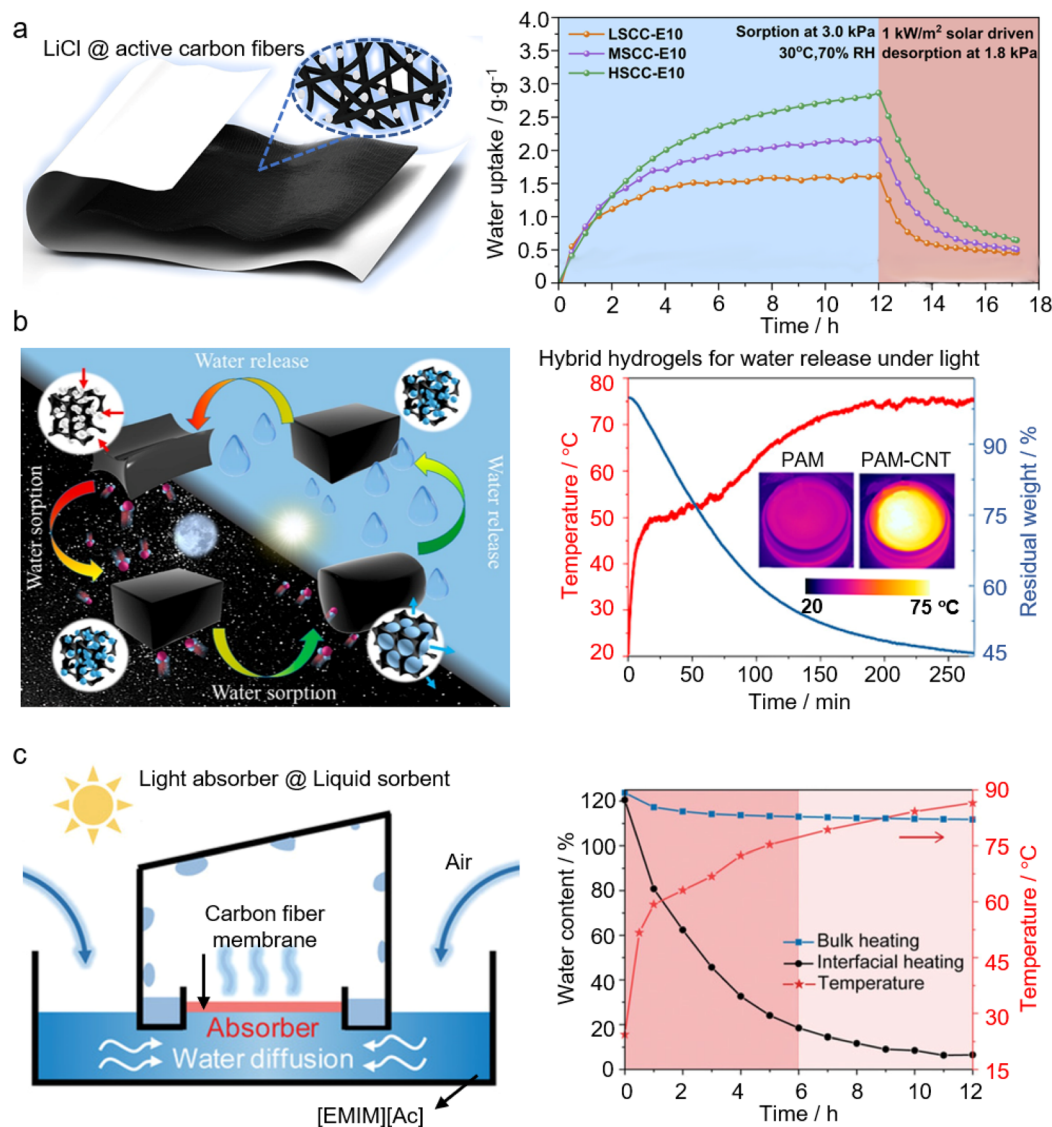 a
LiCl @ active carbon fibers
LSCC-E10
MSCC-E10
HSCC-E10
Sorption at 3.0 kPa
30°C,70% RH
1 kW/m² solar driven
desorption at 1.8 kPa
Water uptake / g·g⁻¹
4.0
3.5
3.0
2.5
2.0
1.5
1.0
0.5
0
0 2 4 6 8 10 12 14 16 18
Time / h
b
Water release
Water release
Water sorption
Water sorption
Hybrid hydrogels for water release under light
Temperature / °C
80
70
60
50
40
30
20
PAM
PAM-CNT
20
75 °C
90
75
60
45
Residual weight / %
0 50 100 150 200 250
Time / min
c
Light absorber @ Liquid sorbent
Air
Carbon fiber
membrane
Absorber
Water diffusion
[EMIM][Ac]
Water content / %
120
100
80
60
40
20
0
Bulk heating
Interfacial heating
Temperature
90
75
60
45
30
15
Temperature / °C
0 2 4 6 8 10 12
Time / h